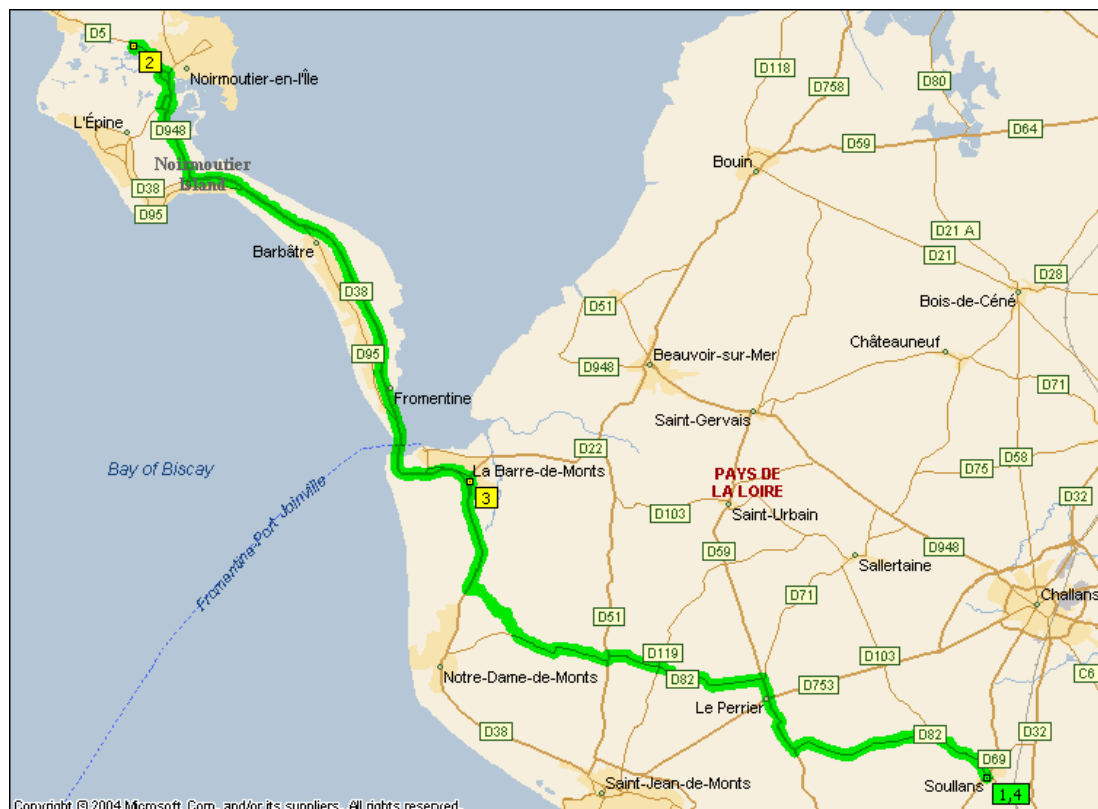 D5
2
Noirmoutier-en-l'Île
L'Épine
D948
Noirmoutier
Island
D38
D95
Barbâtre
D38
D95
Fromentine
Bay of Biscay
Fromentine-Port-Joinville
La Barre-de-Monts
3
D22
D118
D758
D80
D64
D59
Bouin
D21 A
D21
D28
Bois-de-Céné
D51
Châteauneuf
Beauvoir-sur-Mer
D948
D71
Saint-Gervais
D75
D58
PAYS DE
LA LOIRE
D32
D103
Saint-Urbain
D59
D948
Sallertaine
D71
Challans
D51
D119
D103
C6
Notre-Dame-de-Monts
D82
D753
Le Perrier
D38
D82
D32
D69
Saint-Jean-de-Monts
Soullans
1,4
Copyright © 2004 Microsoft Corp. and/or its suppliers. All rights reserved.